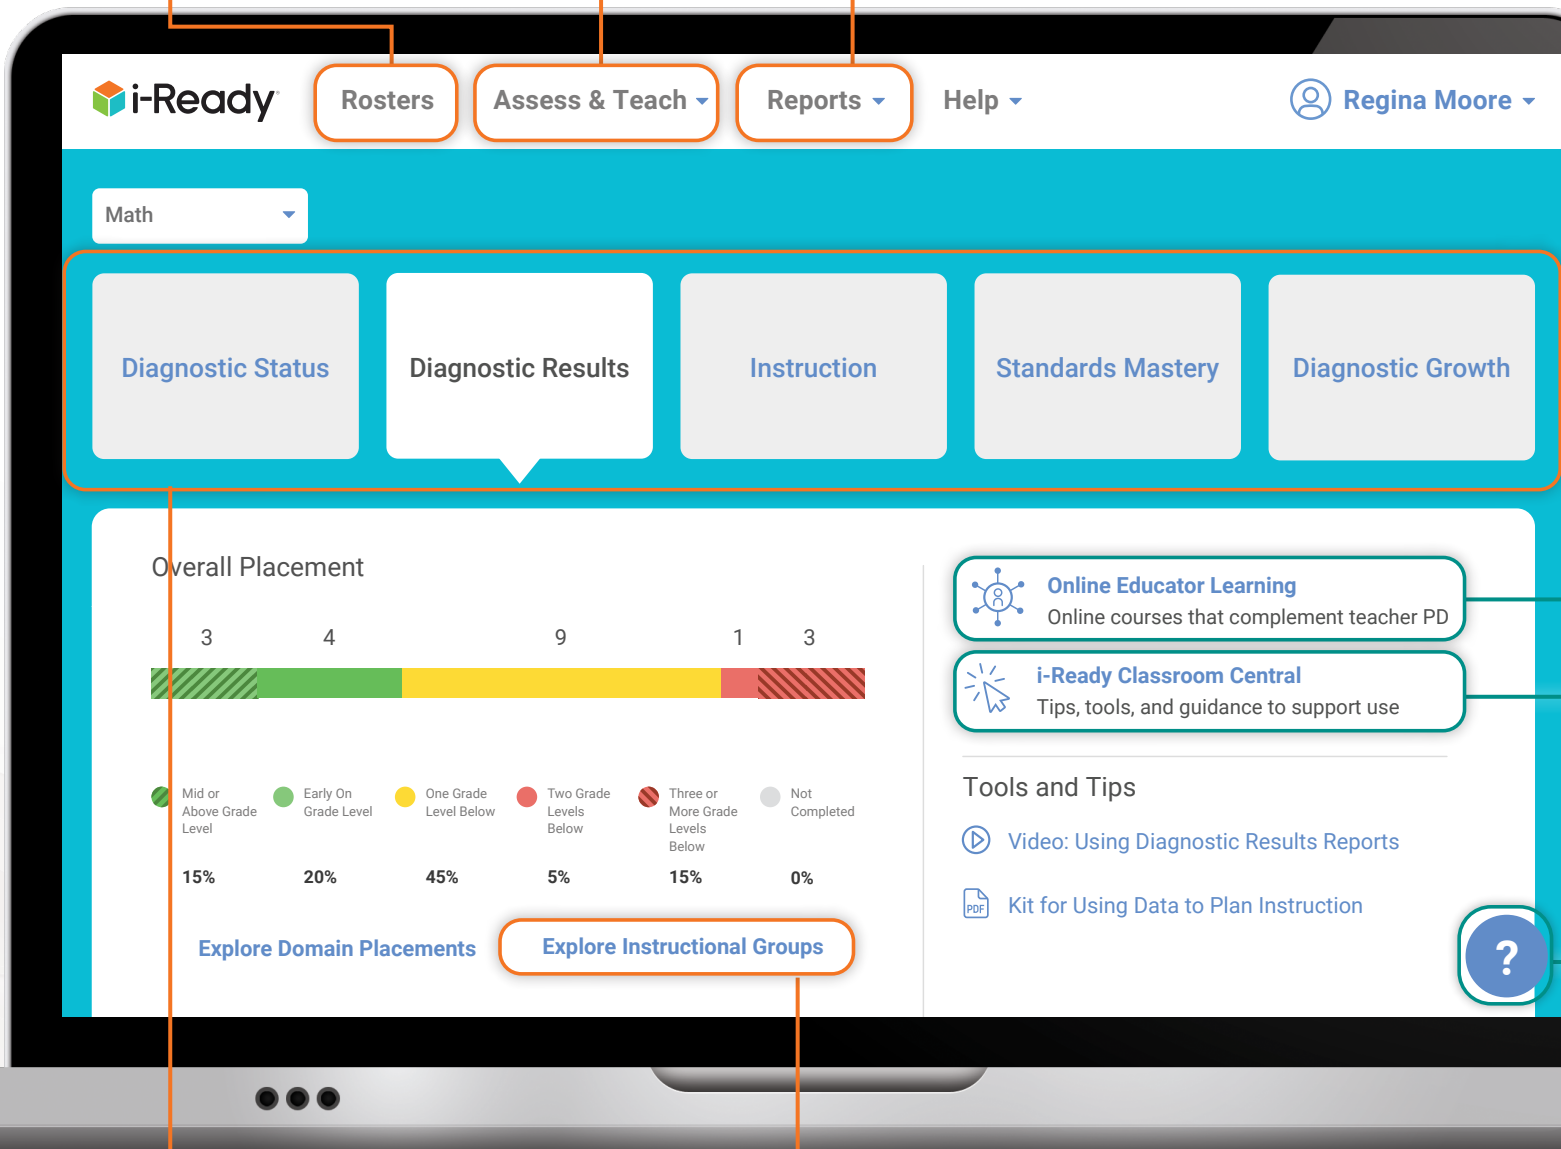 i-Ready
Rosters
Assess & Teach
Reports
Help
Regina Moore
Math
Diagnostic Status
Diagnostic Results
Instruction
Standards Mastery
Diagnostic Growth
Overall Placement
3 4 9 1 3
Mid or
Above Grade
Level
15%
Early On
Grade Level
20%
One Grade
Level Below
45%
Two Grade
Levels
Below
5%
Three or
More Grade
Levels
Below
15%
Not
Completed
0%
Explore Domain Placements
Explore Instructional Groups
Online Educator Learning
Online courses that complement teacher PD
i-Ready Classroom Central
Tips, tools, and guidance to support use
Tools and Tips
Video: Using Diagnostic Results Reports
PDF
Kit for Using Data to Plan Instruction
?